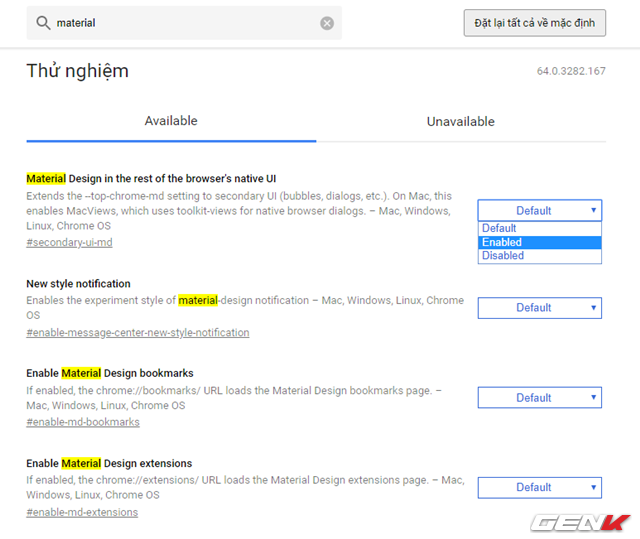 material
Đặt lại tất cả về mặc định
Thử nghiệm
64.0.3282.167
Available
Unavailable
Material Design in the rest of the browser's native UI
Extends the --top-chrome-md setting to secondary UI (bubbles, dialogs, etc.). On Mac, this
enables MacViews, which uses toolkit-views for native browser dialogs. – Mac, Windows,
Linux, Chrome OS
#secondary-ui-md
Default
Default
Enabled
Disabled
New style notification
Enables the experiment style of material-design notification – Mac, Windows, Linux, Chrome
OS
#enable-message-center-new-style-notification
Default
Enable Material Design bookmarks
If enabled, the chrome://bookmarks/ URL loads the Material Design bookmarks page. –
Mac, Windows, Linux, Chrome OS
#enable-md-bookmarks
Default
Enable Material Design extensions
If enabled, the chrome://extensions/ URL loads the Material Design extensions page. – Mac,
Windows, Linux, Chrome OS
#enable-md-extensions
Default
GENK